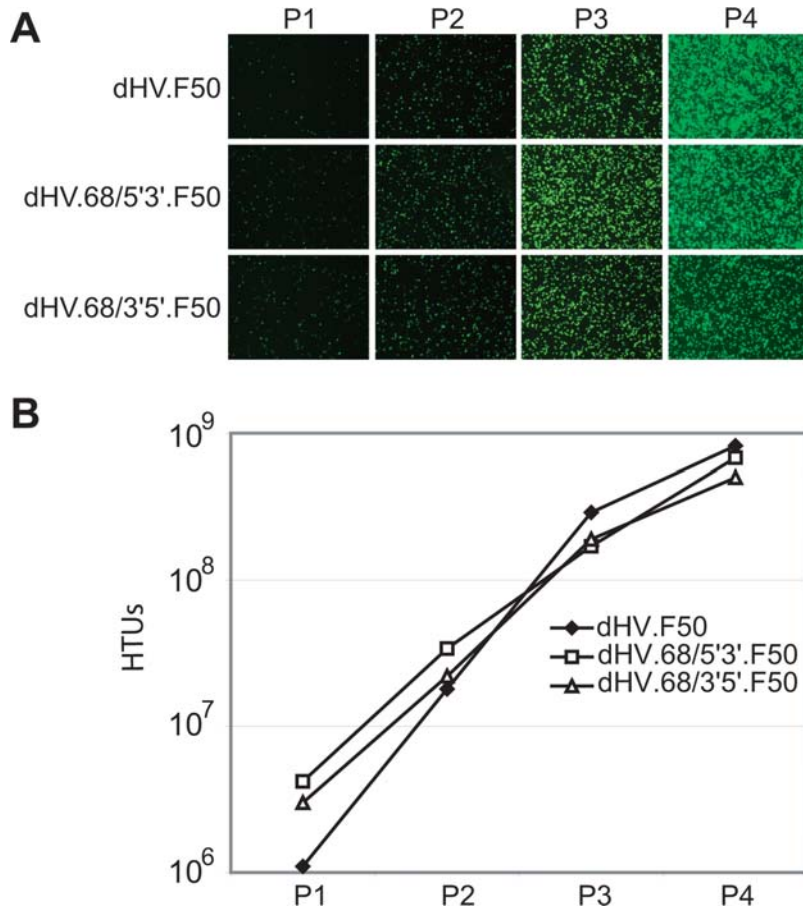 A
P1 P2 P3 P4
dHV.F50
dHV.68/5'3'.F50
dHV.68/3'5'.F50
B
10⁹
10⁸
10⁷
10⁶
HTUs
dHV.F50
dHV.68/5'3'.F50
dHV.68/3'5'.F50
P1 P2 P3 P4